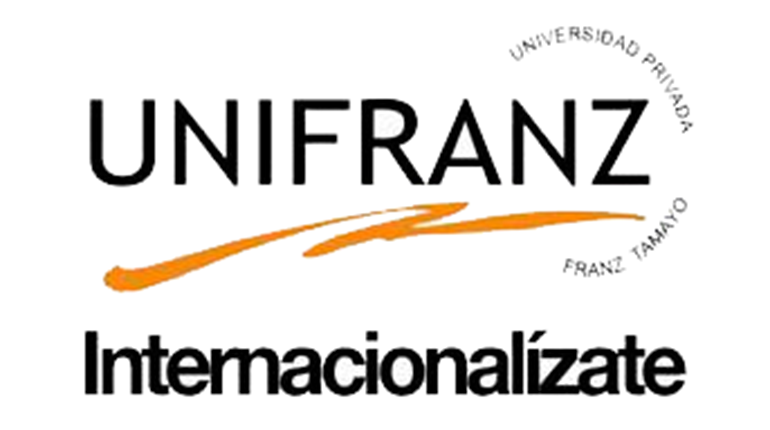 UNIVERSIDAD PRIVADA
UNIFRANZ
FRANZ TAMAYO
Internacionalízate